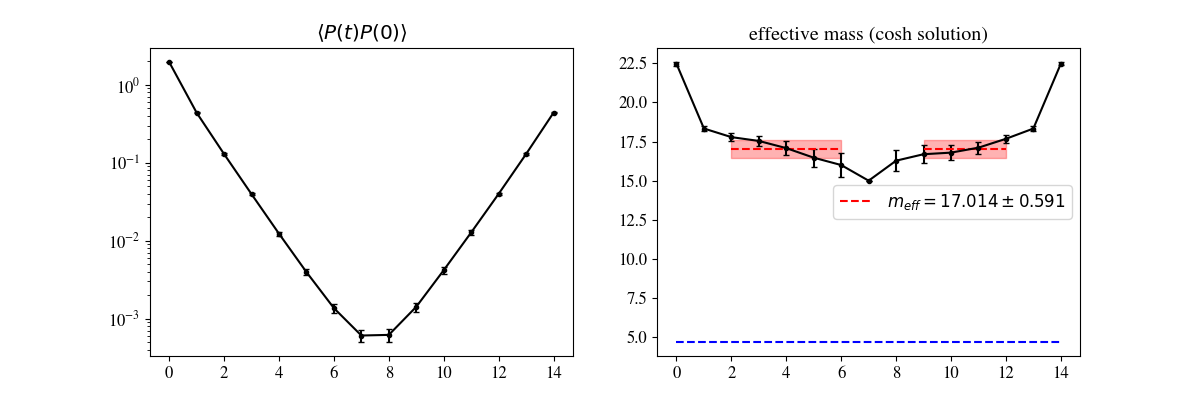 ⟨P(t)P(0)⟩
10⁰
10⁻¹
10⁻²
10⁻³
0 2 4 6 8 10 12 14
effective mass (cosh solution)
22.5
20.0
17.5
15.0
12.5
10.0
7.5
5.0
m_eff = 17.014 ± 0.591
0 2 4 6 8 10 12 14